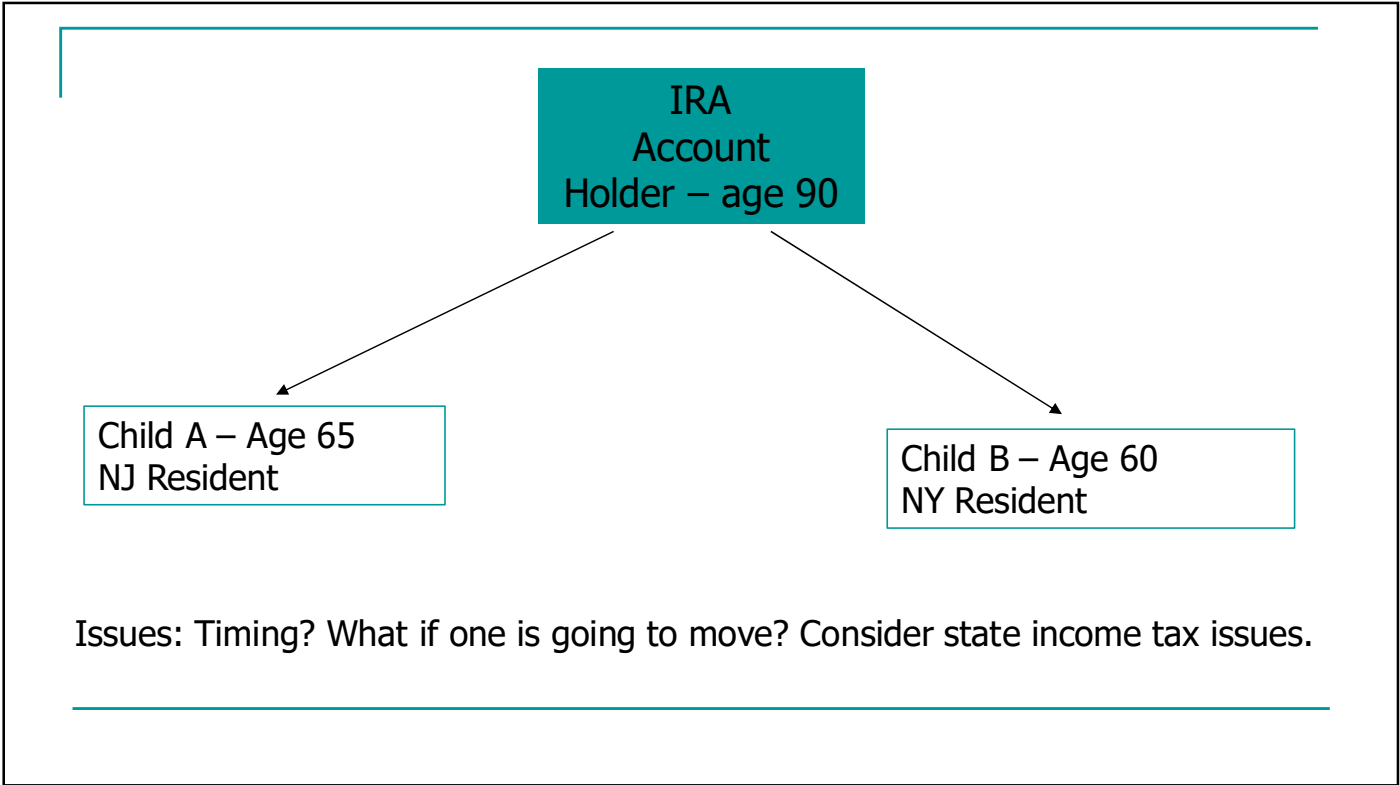 IRA
Account
Holder – age 90
Child A – Age 65
NJ Resident
Child B – Age 60
NY Resident
Issues: Timing? What if one is going to move? Consider state income tax issues.